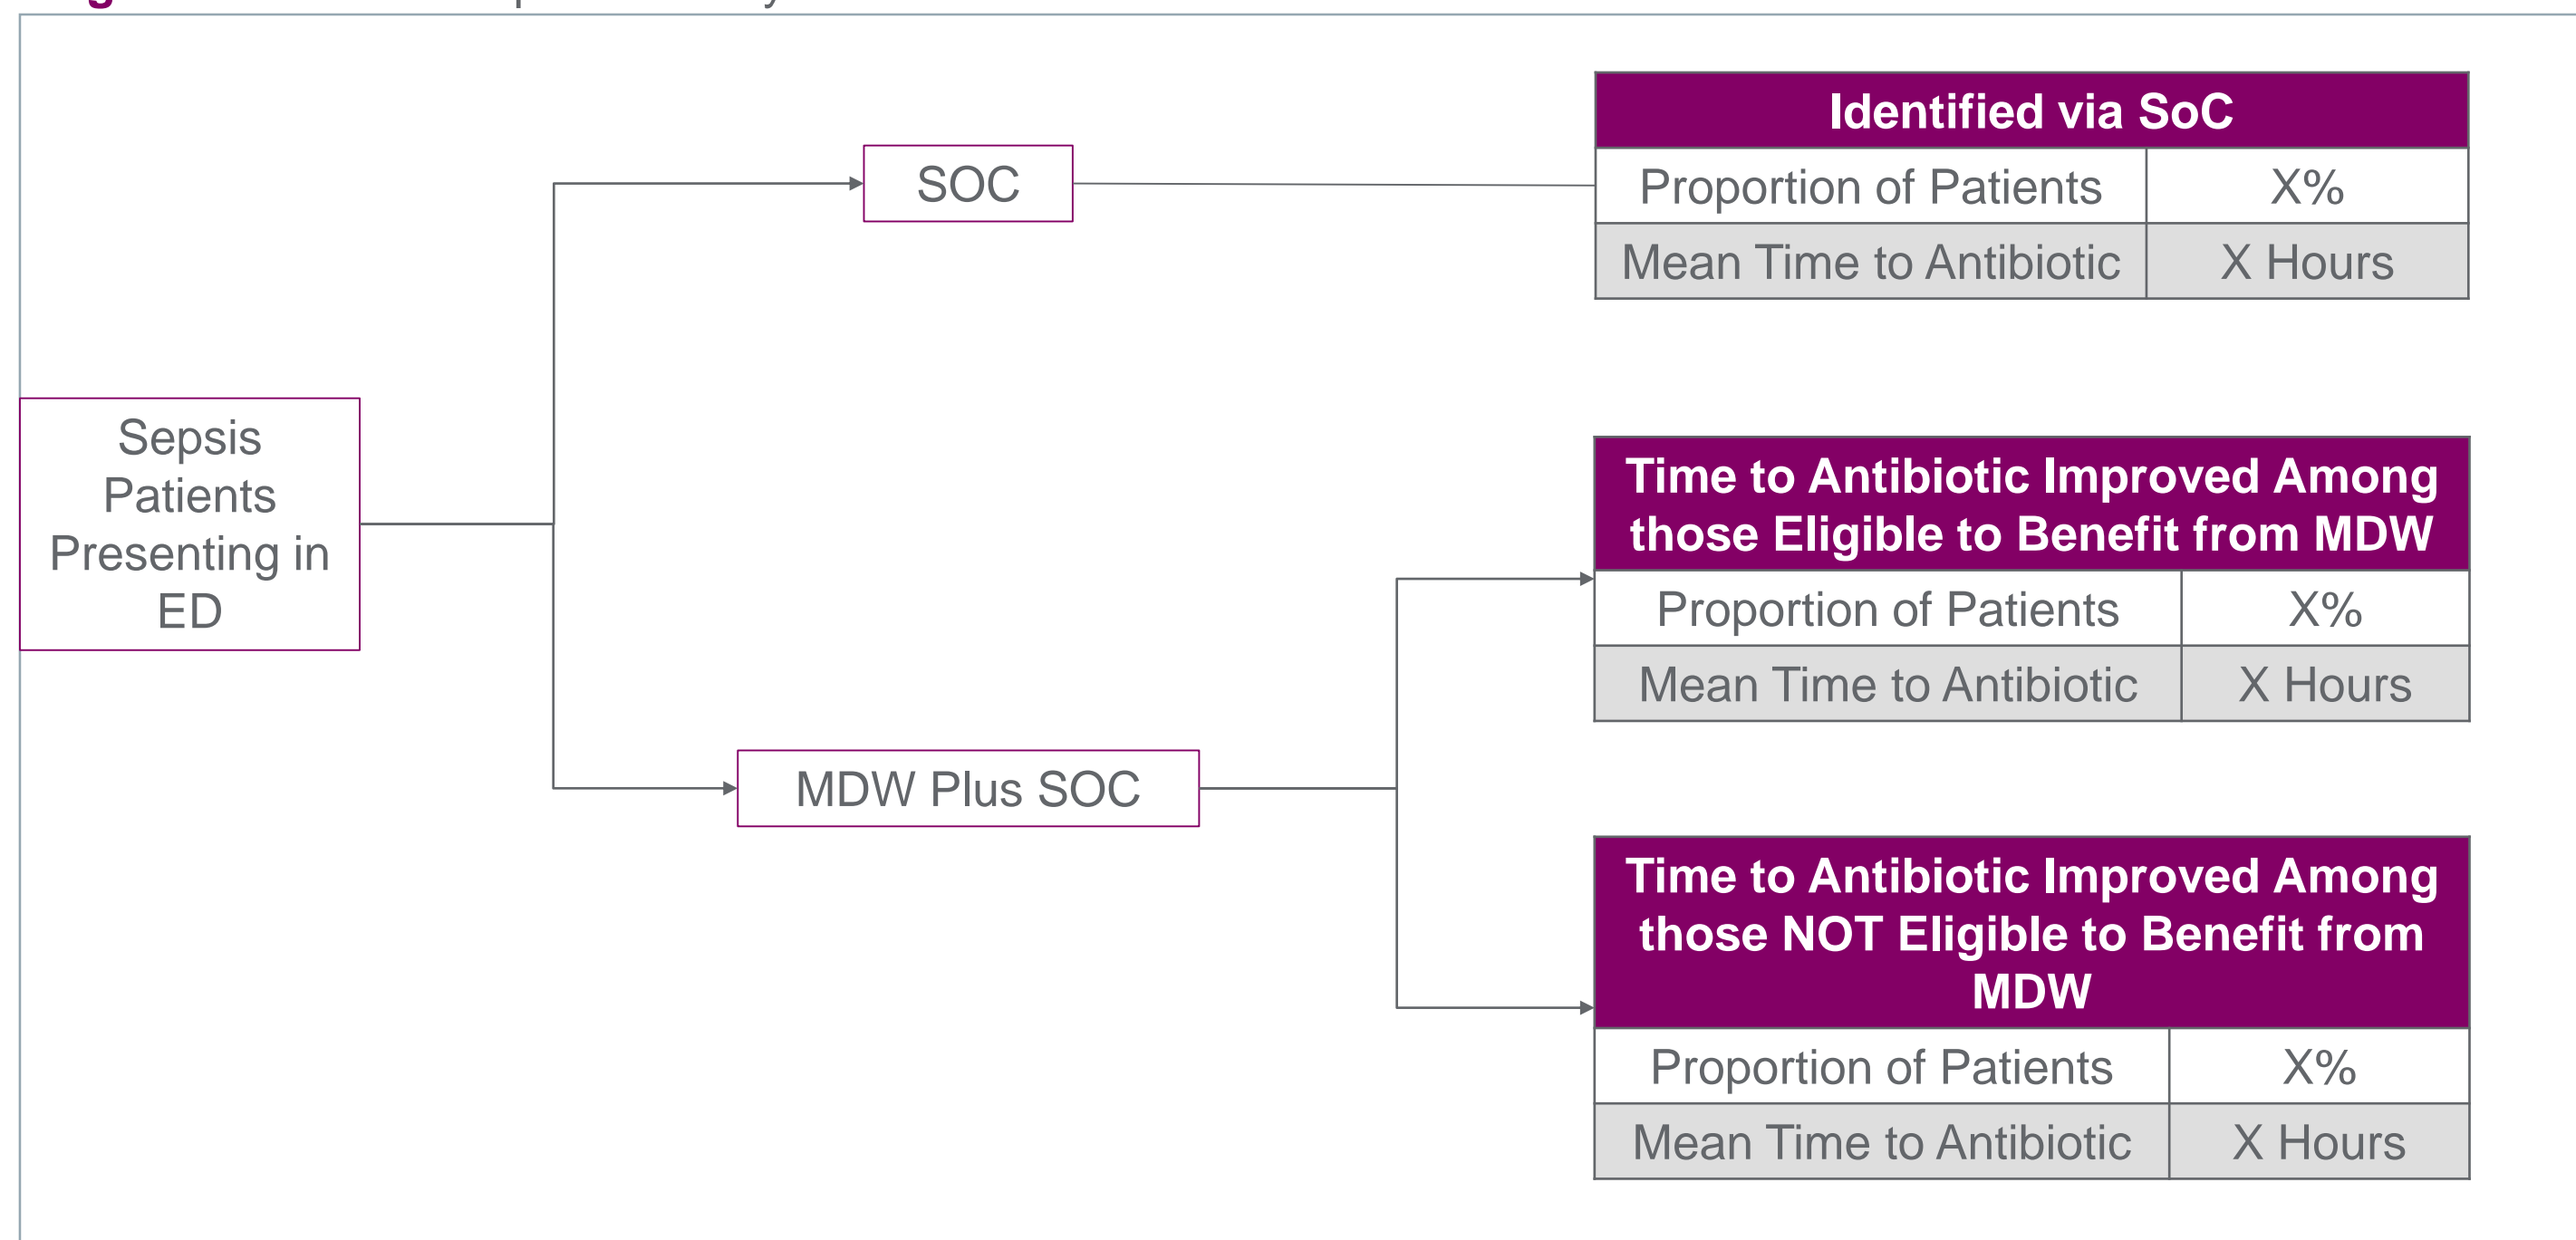 Sepsis
Patients
Presenting in
ED
SOC
MDW Plus SOC
Identified via SoC
Proportion of Patients X%
Mean Time to Antibiotic X Hours
Time to Antibiotic Improved Among
those Eligible to Benefit from MDW
Proportion of Patients X%
Mean Time to Antibiotic X Hours
Time to Antibiotic Improved Among
those NOT Eligible to Benefit from
MDW
Proportion of Patients X%
Mean Time to Antibiotic X Hours